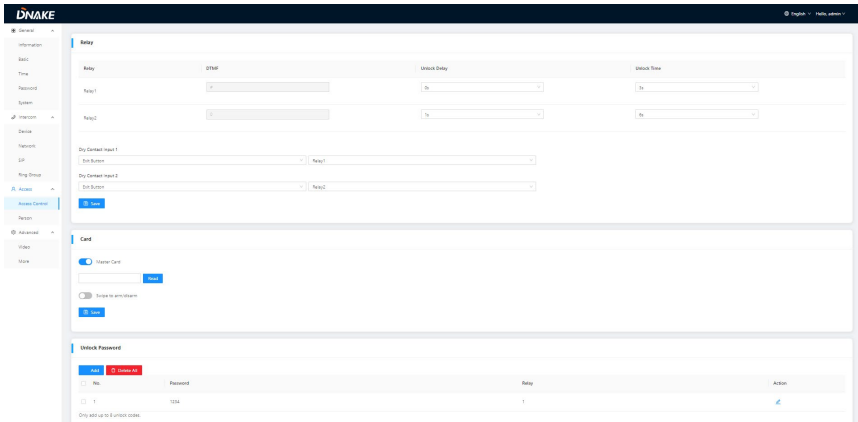 DNAKE
English
Hello, admin
General
Information
Basic
Time
Password
System
Intercom
Device
Network
SIP
Ring Group
Access
Access Control
Person
Advanced
Video
More
Relay
Relay DTMF Unlock Delay Unlock Time
Relay1 0s 3s
Relay2 1s 6s
Dry Contact Input 1
Exit Button Relay1
Dry Contact Input 2
Exit Button Relay2
Save
Card
Master Card
Read
Swipe to arm/disarm
Save
Unlock Password
Add Delete All
No. Password Relay Action
1 1234 1
Only add up to 8 unlock codes.